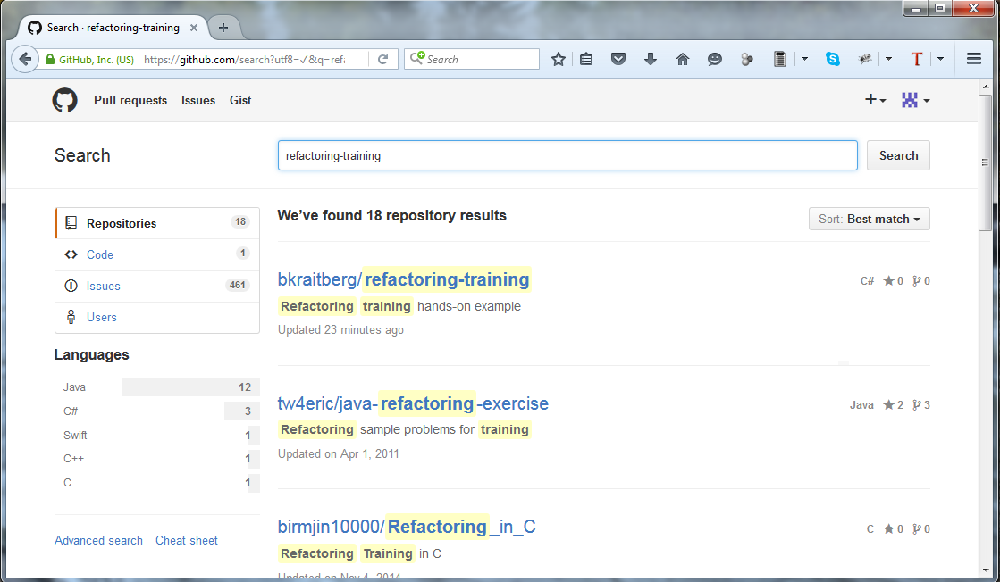 Search · refactoring-training
GitHub, Inc. (US) https://github.com/search?utf8=✓&q=refa
Search
Pull requests Issues Gist
Search refactoring-training Search
Repositories 18
Code 1
Issues 461
Users
Languages
Java 12
C# 3
Swift 1
C++ 1
C 1
Advanced search Cheat sheet
We've found 18 repository results
Sort: Best match
bkraitberg/refactoring-training
C# 0 0
Refactoring training hands-on example
Updated 23 minutes ago
tw4eric/java-refactoring-exercise
Java 2 3
Refactoring sample problems for training
Updated on Apr 1, 2011
birmjin10000/Refactoring_in_C
C 0 0
Refactoring Training in C
Updated on Nov 4, 2014